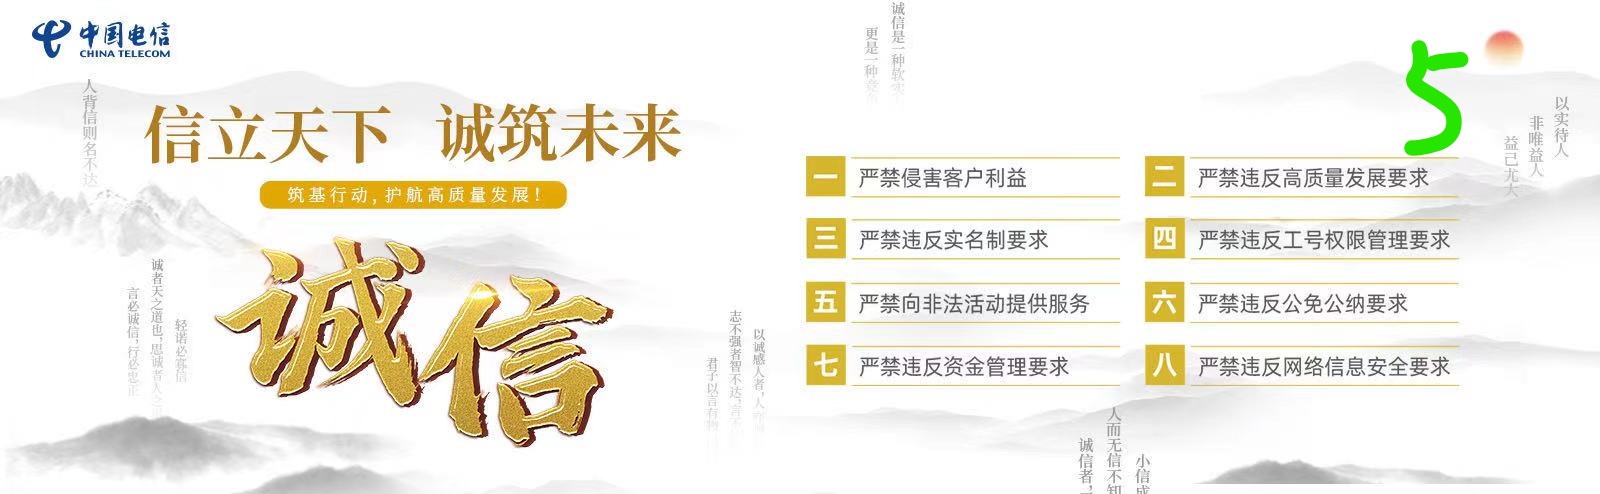 中国电信
CHINA TELECOM
信立天下 诚筑未来
筑基行动,护航高质量发展!
诚信
人背信则名不达
诚者天之道也,思诚者人之道
言必诚信,行必忠正
轻诺必寡信
志不强者智不达,言不
以诚感人者,人亦诚
君子以言有物
诚信是一种软实
更是一种竞争
5
一 严禁侵害客户利益
二 严禁违反高质量发展要求
三 严禁违反实名制要求
四 严禁违反工号权限管理要求
五 严禁向非法活动提供服务
六 严禁违反公免公纳要求
七 严禁违反资金管理要求
八 严禁违反网络信息安全要求
以实待人
非唯益人
益己尤大
人而无信不知
诚信者,
小信成